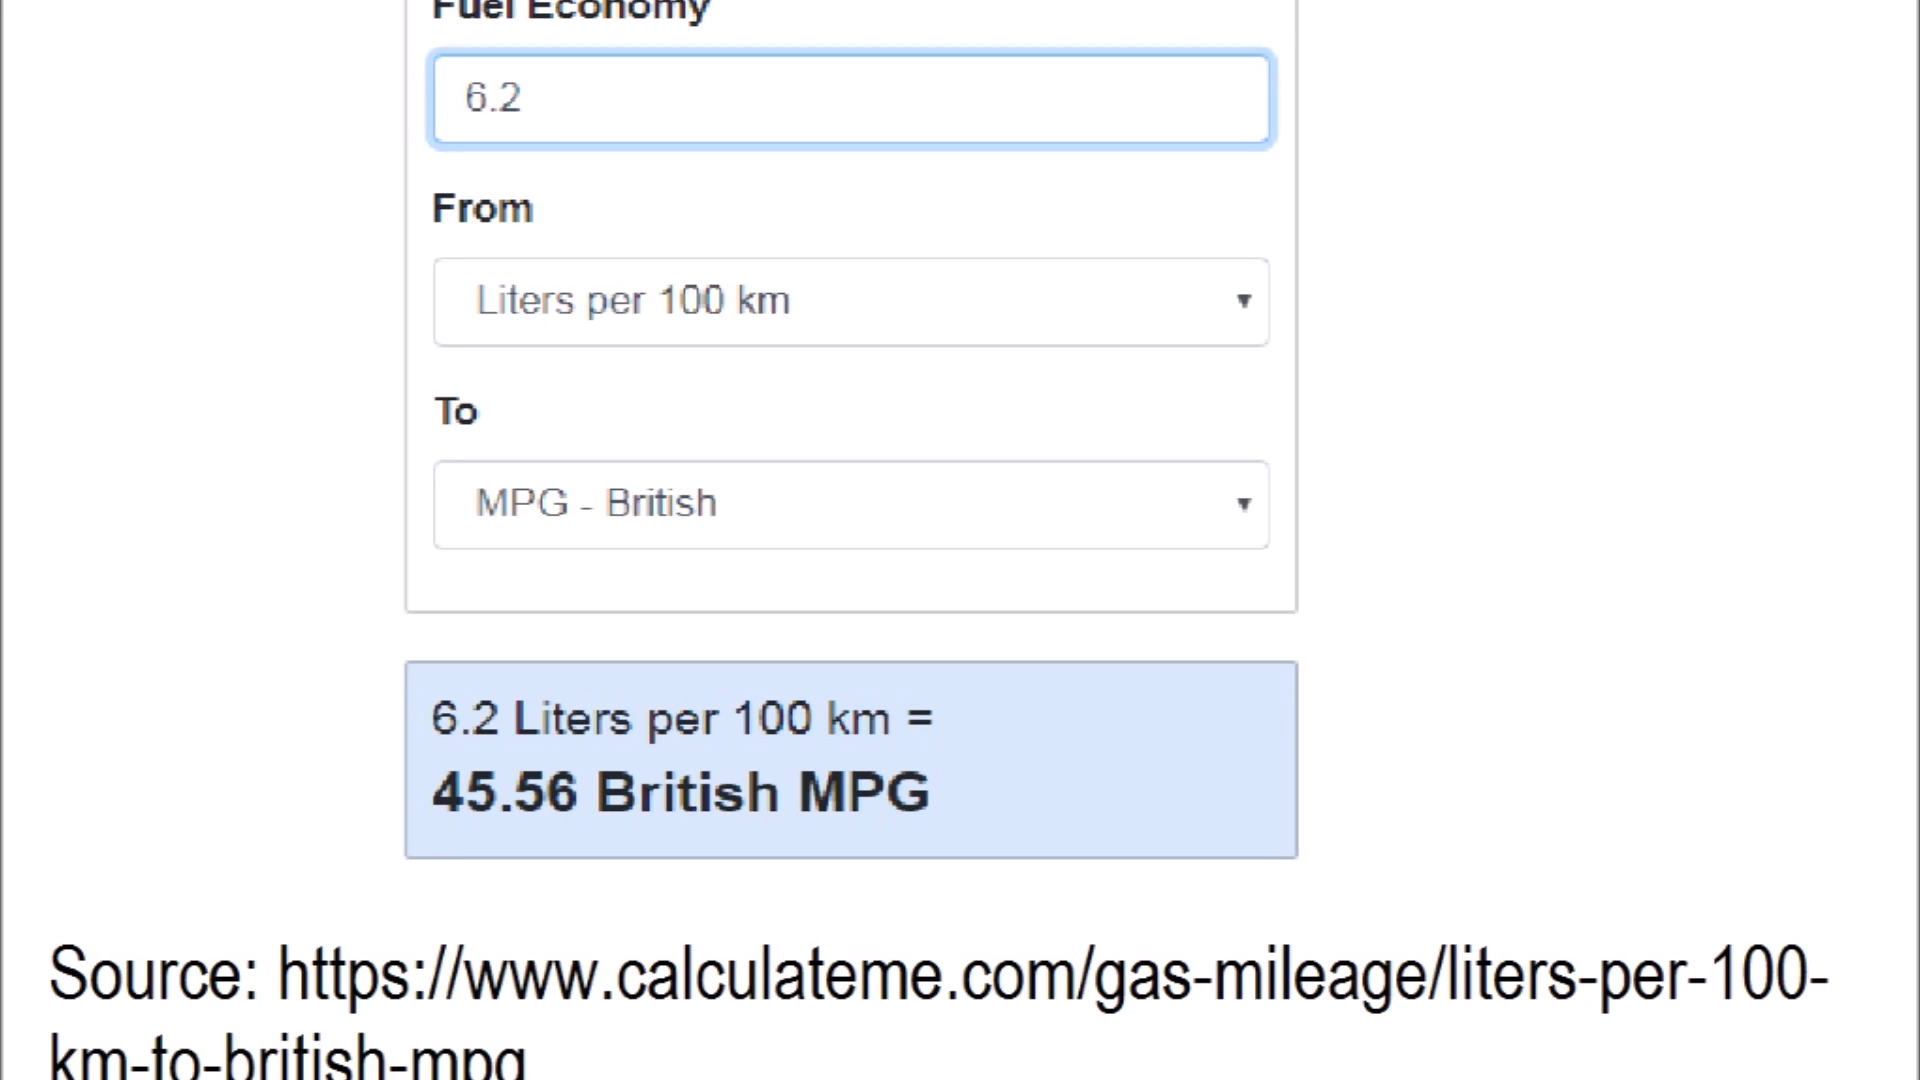 Fuel Economy
6.2
From
Liters per 100 km
To
MPG - British
6.2 Liters per 100 km =
45.56 British MPG
Source: https://www.calculateme.com/gas-mileage/liters-per-100-
km-to-british-mpg